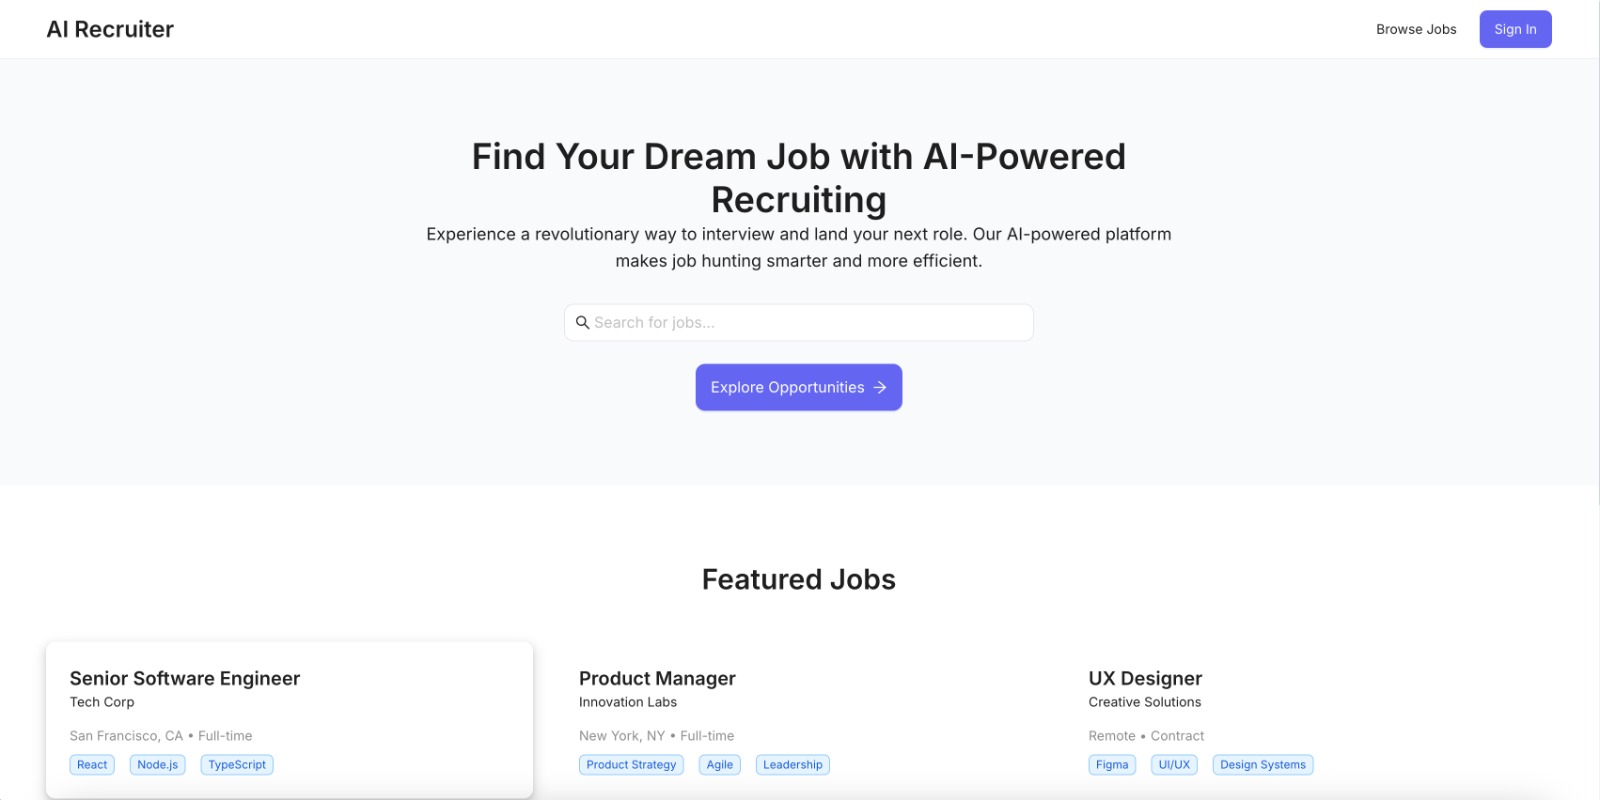 AI Recruiter
Browse Jobs
Sign In
Find Your Dream Job with AI-Powered
Recruiting
Experience a revolutionary way to interview and land your next role. Our AI-powered platform
makes job hunting smarter and more efficient.
Search for jobs...
Explore Opportunities →
Featured Jobs
Senior Software Engineer
Tech Corp
San Francisco, CA • Full-time
React Node.js TypeScript
Product Manager
Innovation Labs
New York, NY • Full-time
Product Strategy Agile Leadership
UX Designer
Creative Solutions
Remote • Contract
Figma UI/UX Design Systems